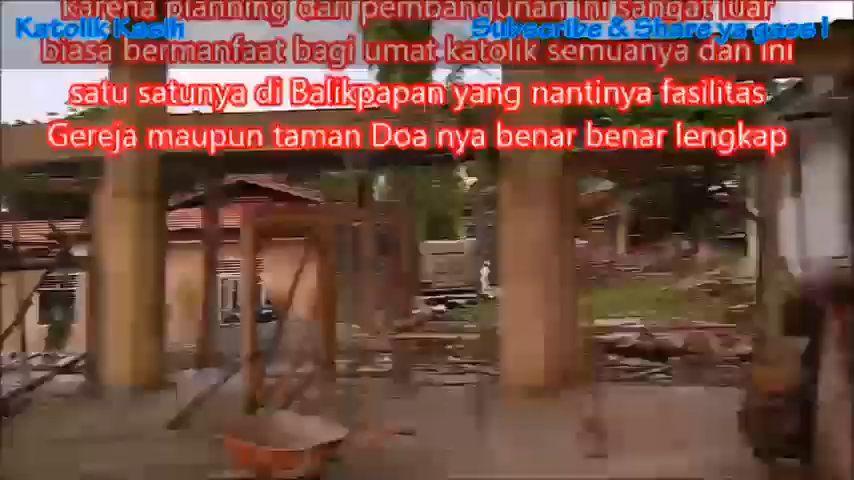 karena planning dari pembangunan ini sangat luar
Katolik Kasih
Subscribe & Share ya gaes !
biasa bermanfaat bagi umat katolik semuanya dan ini
satu satunya di Balikpapan yang nantinya fasilitas
Gereja maupun taman Doa nya benar benar lengkap